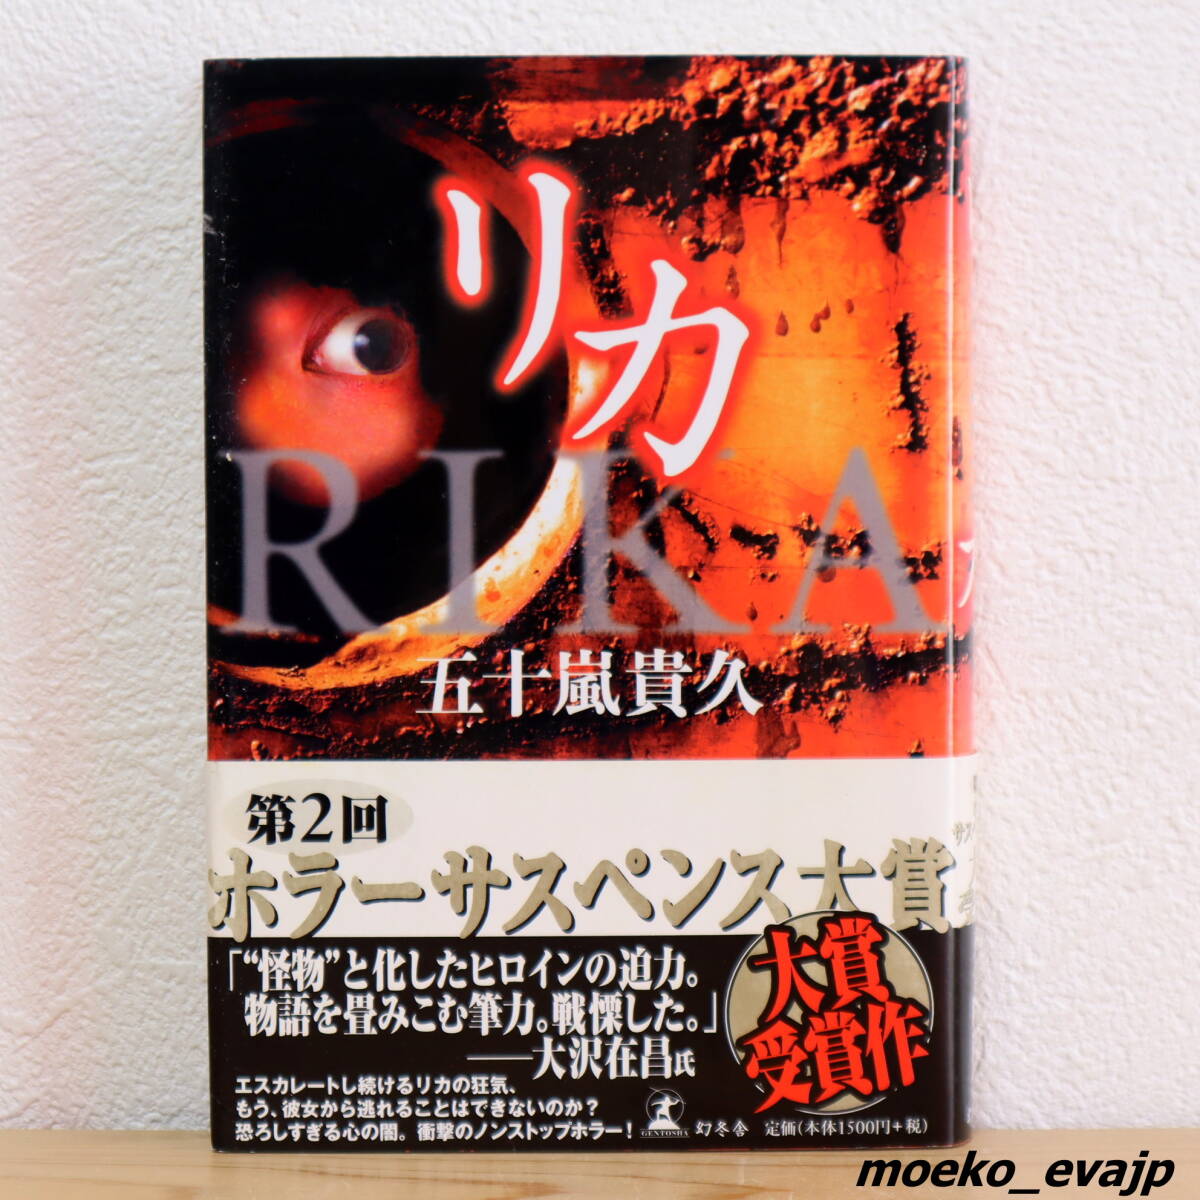 リカ
RIKA
五十嵐貴久
第2回
ホラーサスペンス大賞
大賞
受賞作
「“怪物”と化したヒロインの迫力。
物語を畳みこむ筆力。戦慄した。」
――大沢在昌氏
エスカレートし続けるリカの狂気、
もう、彼女から逃れることはできないのか?
恐ろしすぎる心の闇。衝撃のノンストップホラー!
GENTOSHA
幻冬舎
定価(本体1500円+税)
moeko_evajp